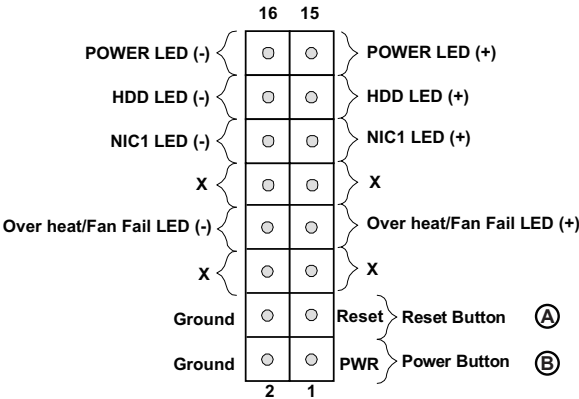 16 15
POWER LED (-) POWER LED (+)
HDD LED (-) HDD LED (+)
NIC1 LED (-) NIC1 LED (+)
X X
Over heat/Fan Fail LED (-) Over heat/Fan Fail LED (+)
X X
Ground Reset Reset Button A
Ground PWR Power Button B
2 1